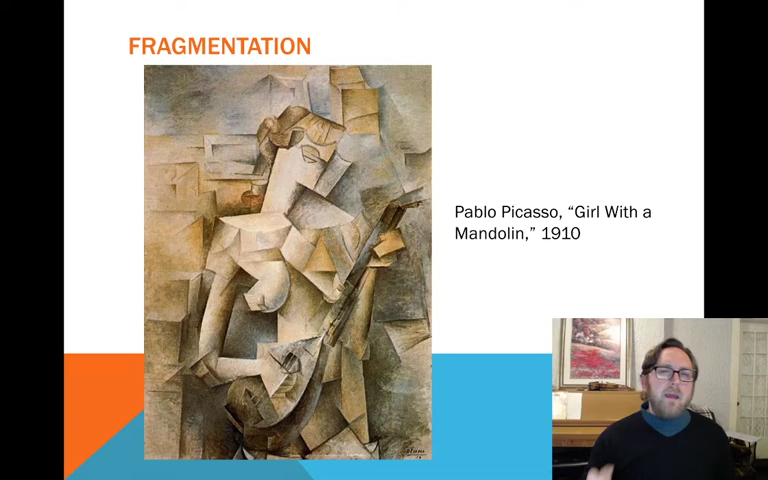 FRAGMENTATION
Pablo Picasso, “Girl With a
Mandolin,” 1910